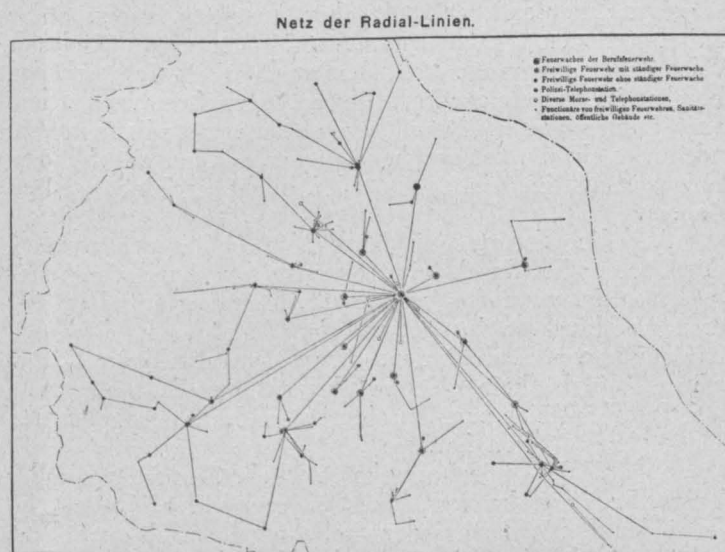 Netz der Radial-Linien.
Feuerwachen der Berufsfeuerwehr.
Freiwillige Feuerwehr mit ständiger Feuerwache
Freiwillige Feuerwehr ohne ständiger Feuerwache
Polizei-Telephonstation.
Diverse Morse- und Telephonstationen,
Functionäre von freiwilligen Feuerwehren, Sanitäts-
stationen, öffentliche Gebäude etc.